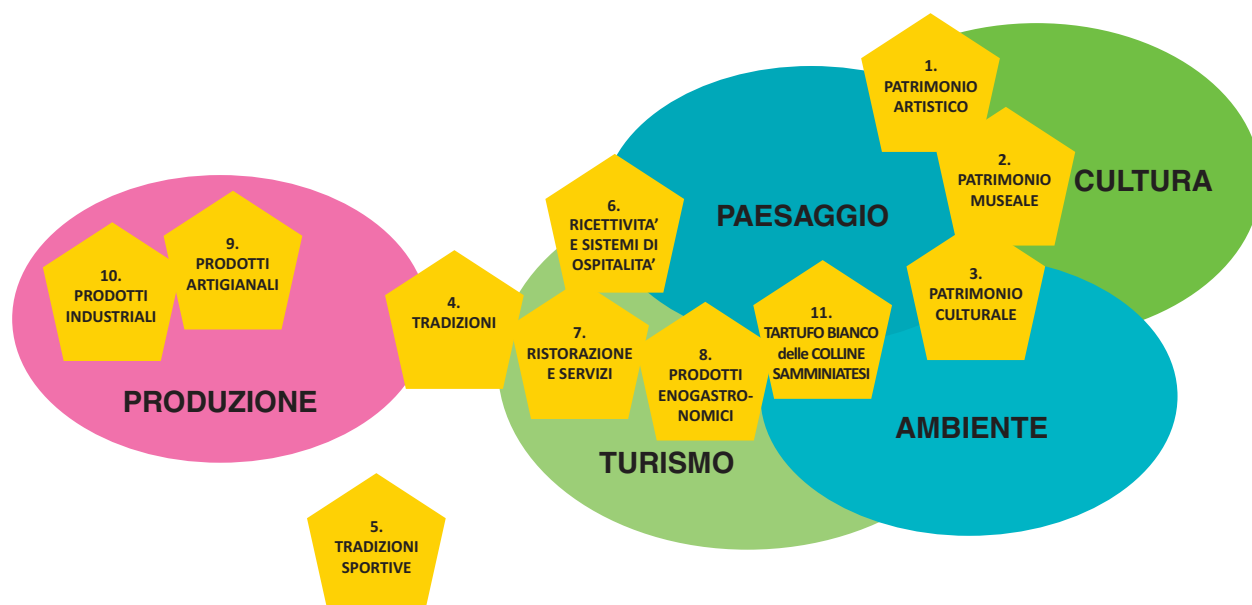 1.
PATRIMONIO
ARTISTICO
2.
PATRIMONIO
MUSEALE
CULTURA
PAESAGGIO
6.
RICETTIVITA’
E SISTEMI DI
OSPITALITA’
9.
PRODOTTI
ARTIGIANALI
10.
PRODOTTI
INDUSTRIALI
3.
PATRIMONIO
CULTURALE
4.
TRADIZIONI
11.
TARTUFO BIANCO
delle COLLINE
SAMMINIATESI
7.
RISTORAZIONE
E SERVIZI
8.
PRODOTTI
ENOGASTRO-
NOMICI
PRODUZIONE
AMBIENTE
TURISMO
5.
TRADIZIONI
SPORTIVE